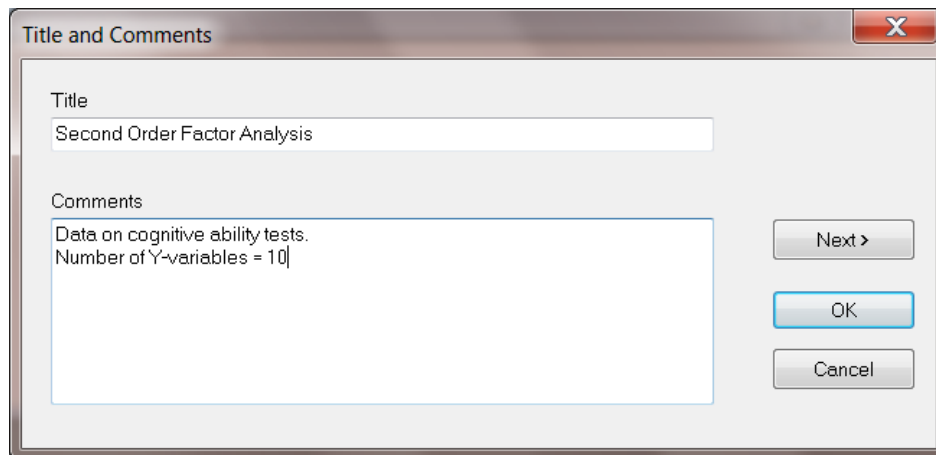 Title and Comments
Title
Second Order Factor Analysis
Comments
Data on cognitive ability tests.
Number of Y-variables = 10
Next >
OK
Cancel